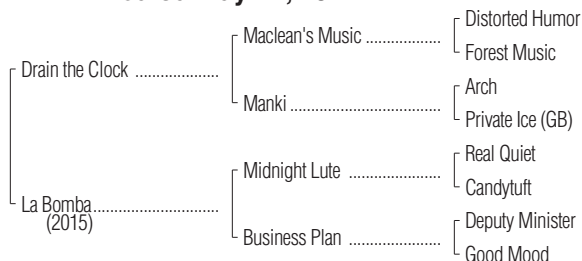 Maclean's Music ..................
Distorted Humor
Forest Music
Drain the Clock ....................
Manki .....................................
Arch
Private Ice (GB)
Midnight Lute ......................
Real Quiet
Candytuft
La Bomba..............................
(2015)
Business Plan .....................
Deputy Minister
Good Mood